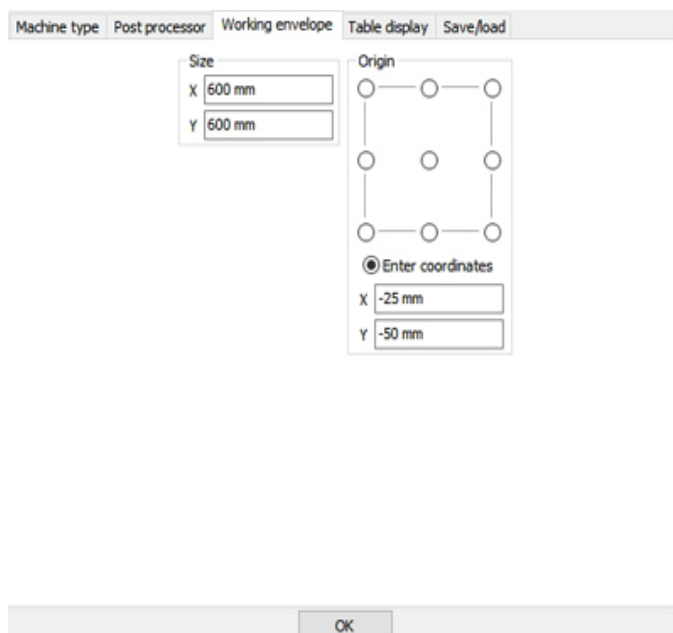 Machine type Post processor Working envelope Table display Save/load
Size
X 600 mm
Y 600 mm
Origin
Enter coordinates
X -25 mm
Y -50 mm
OK